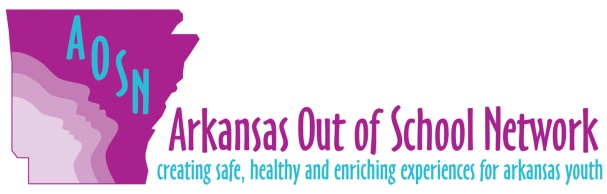 AOSN
Arkansas Out of School Network
creating safe, healthy and enriching experiences for arkansas youth